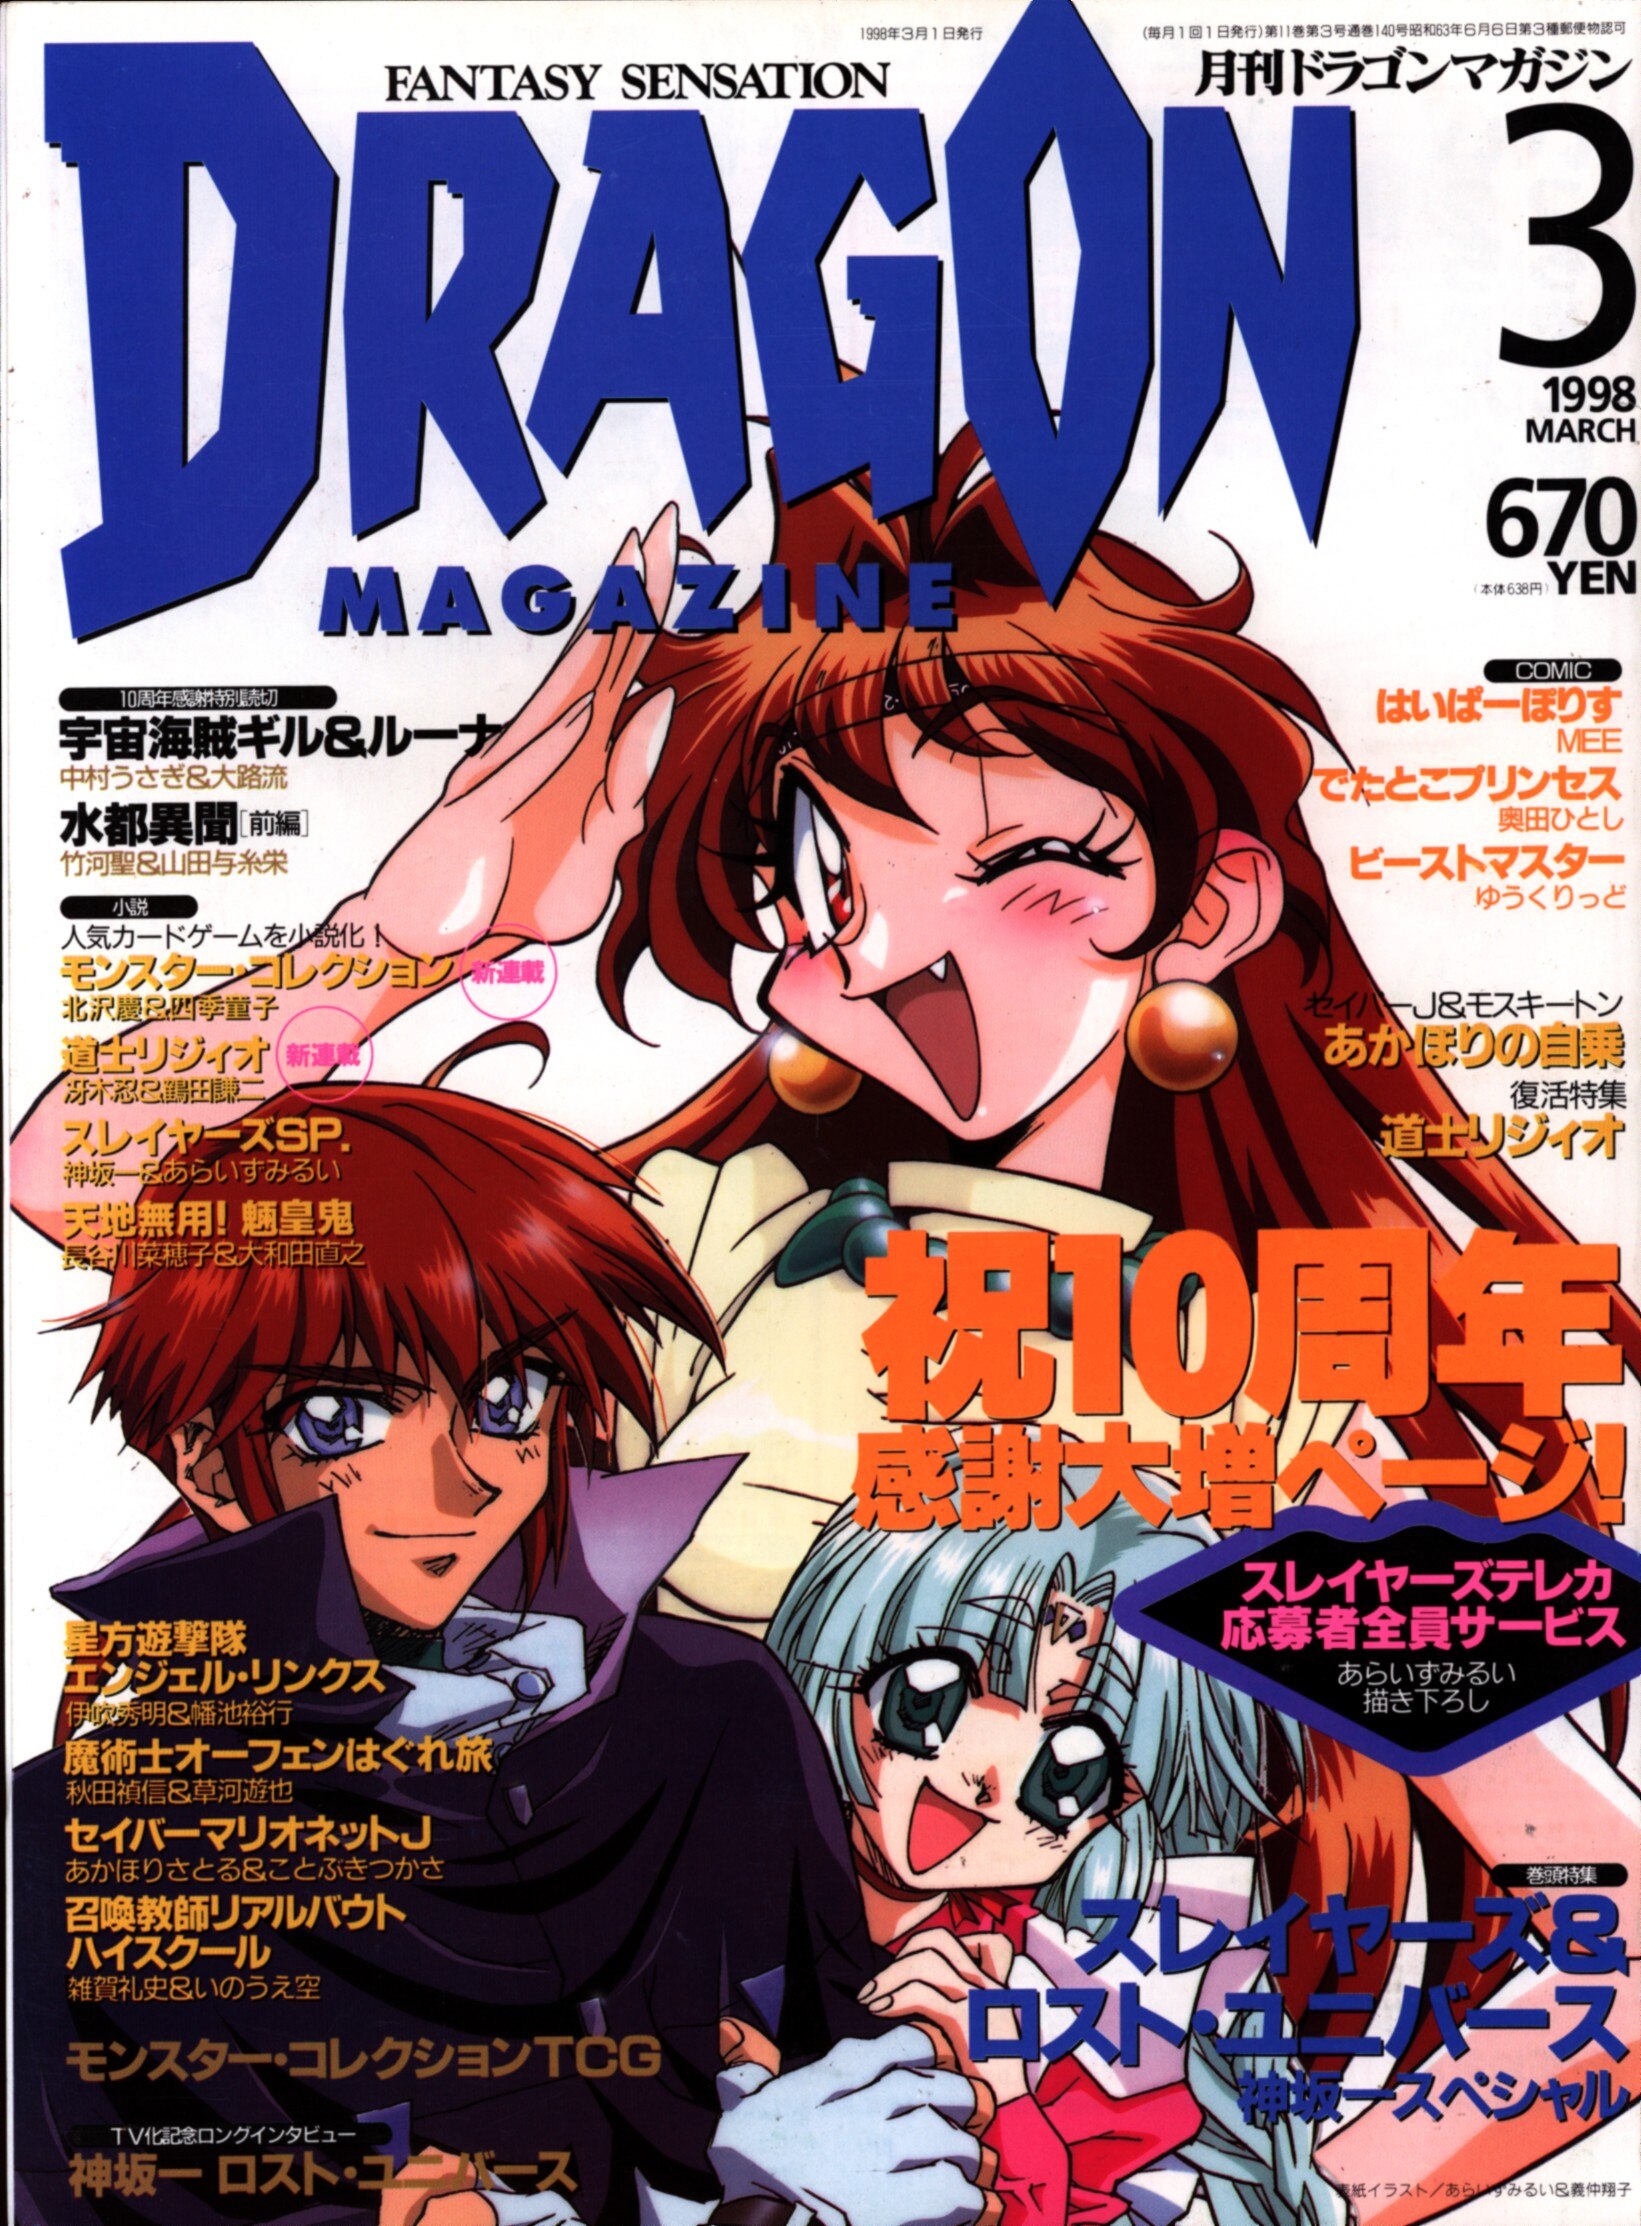 1998年3月1日発行
(毎月1回1日発行)第11巻第3号通巻140号昭和63年6月6日第3種郵便物認可
FANTASY SENSATION
月刊ドラゴンマガジン
DRAGON
MAGAZINE
3
1998
MARCH
670
YEN
(本体638円)
10周年感謝特別読切
宇宙海賊ギル&ルーナ
中村うさぎ&大路流
水都異聞[前編]
竹河聖&山田与糸栄
小説
人気カードゲームを小説化!
モンスター・コレクション
新連載
北沢慶&四季童子
道士リジィオ
新連載
冴木忍&鶴田謙二
スレイヤーズSP.
神坂一&あらいずみるい
天地無用! 魎皇鬼
長谷川菜穂子&大和田直之
星方遊撃隊
エンジェル・リンクス
伊吹秀明&幡池裕行
魔術士オーフェンはぐれ旅
秋田禎信&草河遊也
セイバーマリオネットJ
あかほりさとる&ことぶきつかさ
召喚教師リアルバウト
ハイスクール
雑賀礼史&いのうえ空
モンスター・コレクションTCG
TV化記念ロングインタビュー
神坂一 ロスト・ユニバース
COMIC
はいぱーぽりす
MEE
でたとこプリンセス
奥田ひとし
ビーストマスター
ゆうくりっど
セイバーJ&モスキートン
あかほりの自乗
復活特集
道士リジィオ
祝10周年
感謝大増ページ!
スレイヤーズテレカ
応募者全員サービス
あらいずみるい
描き下ろし
巻頭特集
スレイヤーズ&
ロスト・ユニバース
神坂一スペシャル
表紙イラスト/あらいずみるい&義仲翔子